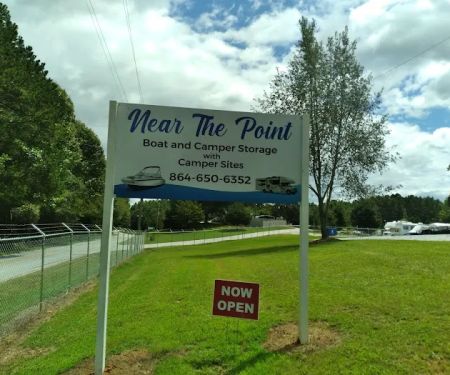 Near The Point
Boat and Camper Storage
with
Camper Sites
864-650-6352
NOW
OPEN